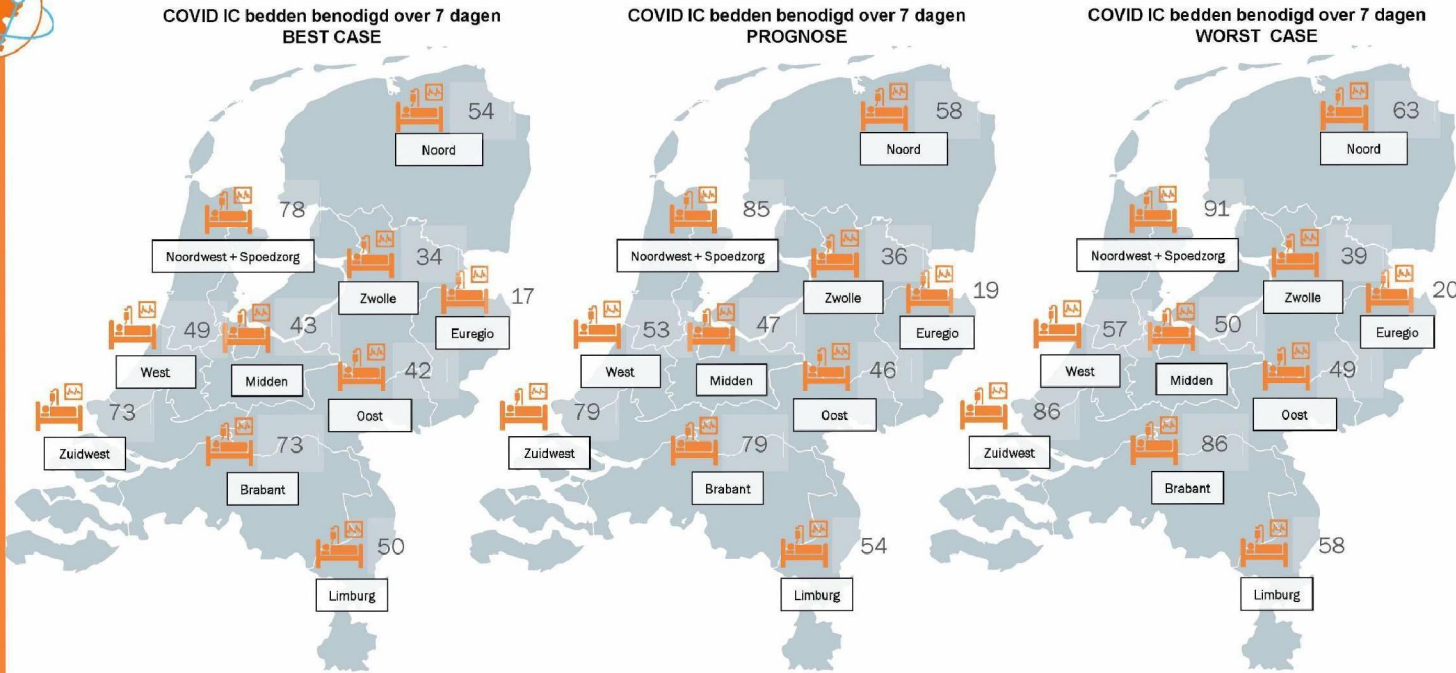 COVID IC bedden benodigd over 7 dagen
BEST CASE
54
Noord
78
Noordwest + Spoedzorg
34
Zwolle
17
Euregio
49
West
43
Midden
42
Oost
73
Zuidwest
73
Brabant
50
Limburg
COVID IC bedden benodigd over 7 dagen
PROGNOSE
58
Noord
85
Noordwest + Spoedzorg
36
Zwolle
19
Euregio
53
West
47
Midden
46
Oost
79
Zuidwest
79
Brabant
54
Limburg
COVID IC bedden benodigd over 7 dagen
WORST CASE
63
Noord
91
Noordwest + Spoedzorg
39
Zwolle
20
Euregio
57
West
50
Midden
49
Oost
86
Zuidwest
86
Brabant
58
Limburg